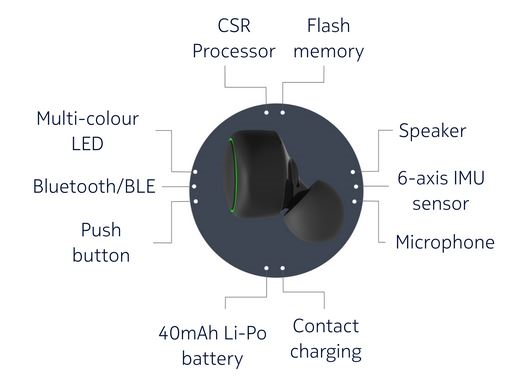 CSR
Processor
Flash
memory
Multi-colour
LED
Bluetooth/BLE
Push
button
Speaker
6-axis IMU
sensor
Microphone
40mAh Li-Po
battery
Contact
charging